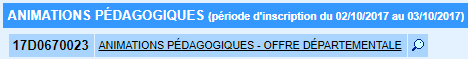 ANIMATIONS PÉDAGOGIQUES (période d'inscription du 02/10/2017 au 03/10/2017)
17D0670023 ANIMATIONS PÉDAGOGIQUES - OFFRE DÉPARTEMENTALE